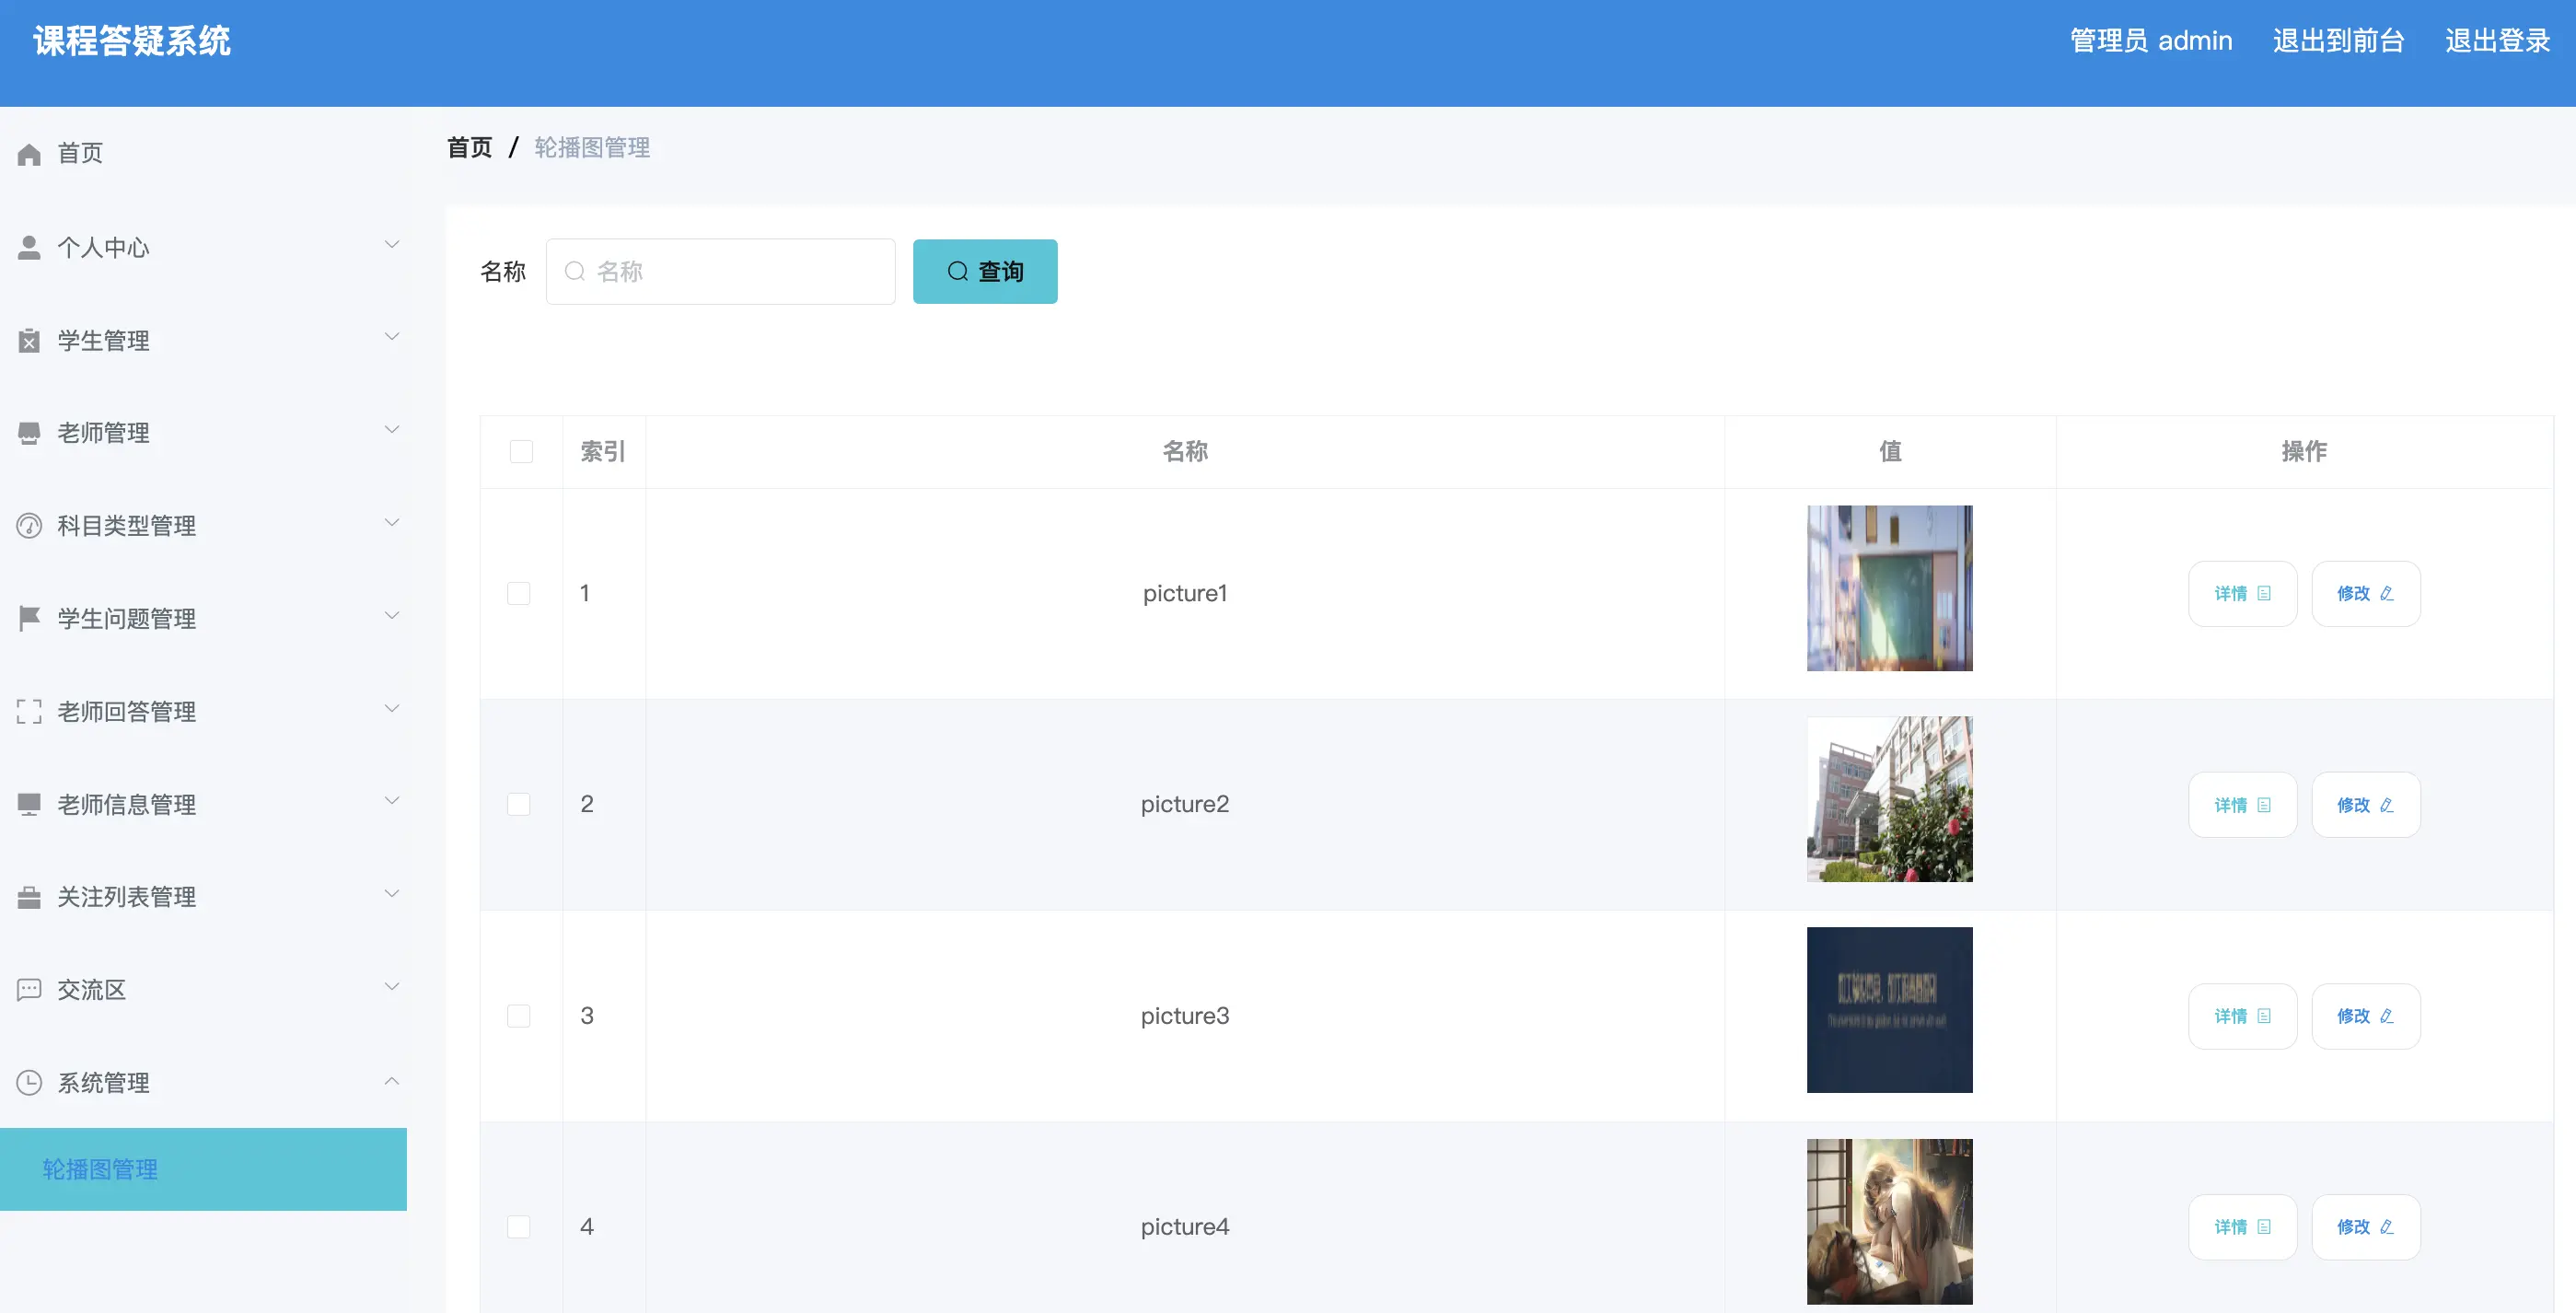 课程答疑系统
管理员 admin 退出到前台 退出登录
首页
个人中心
学生管理
老师管理
科目类型管理
学生问题管理
老师回答管理
老师信息管理
关注列表管理
交流区
系统管理
轮播图管理
首页 / 轮播图管理
名称 名称 查询
索引 名称 值 操作
1 picture1 详情 修改
2 picture2 详情 修改
3 picture3 详情 修改
4 picture4 详情 修改